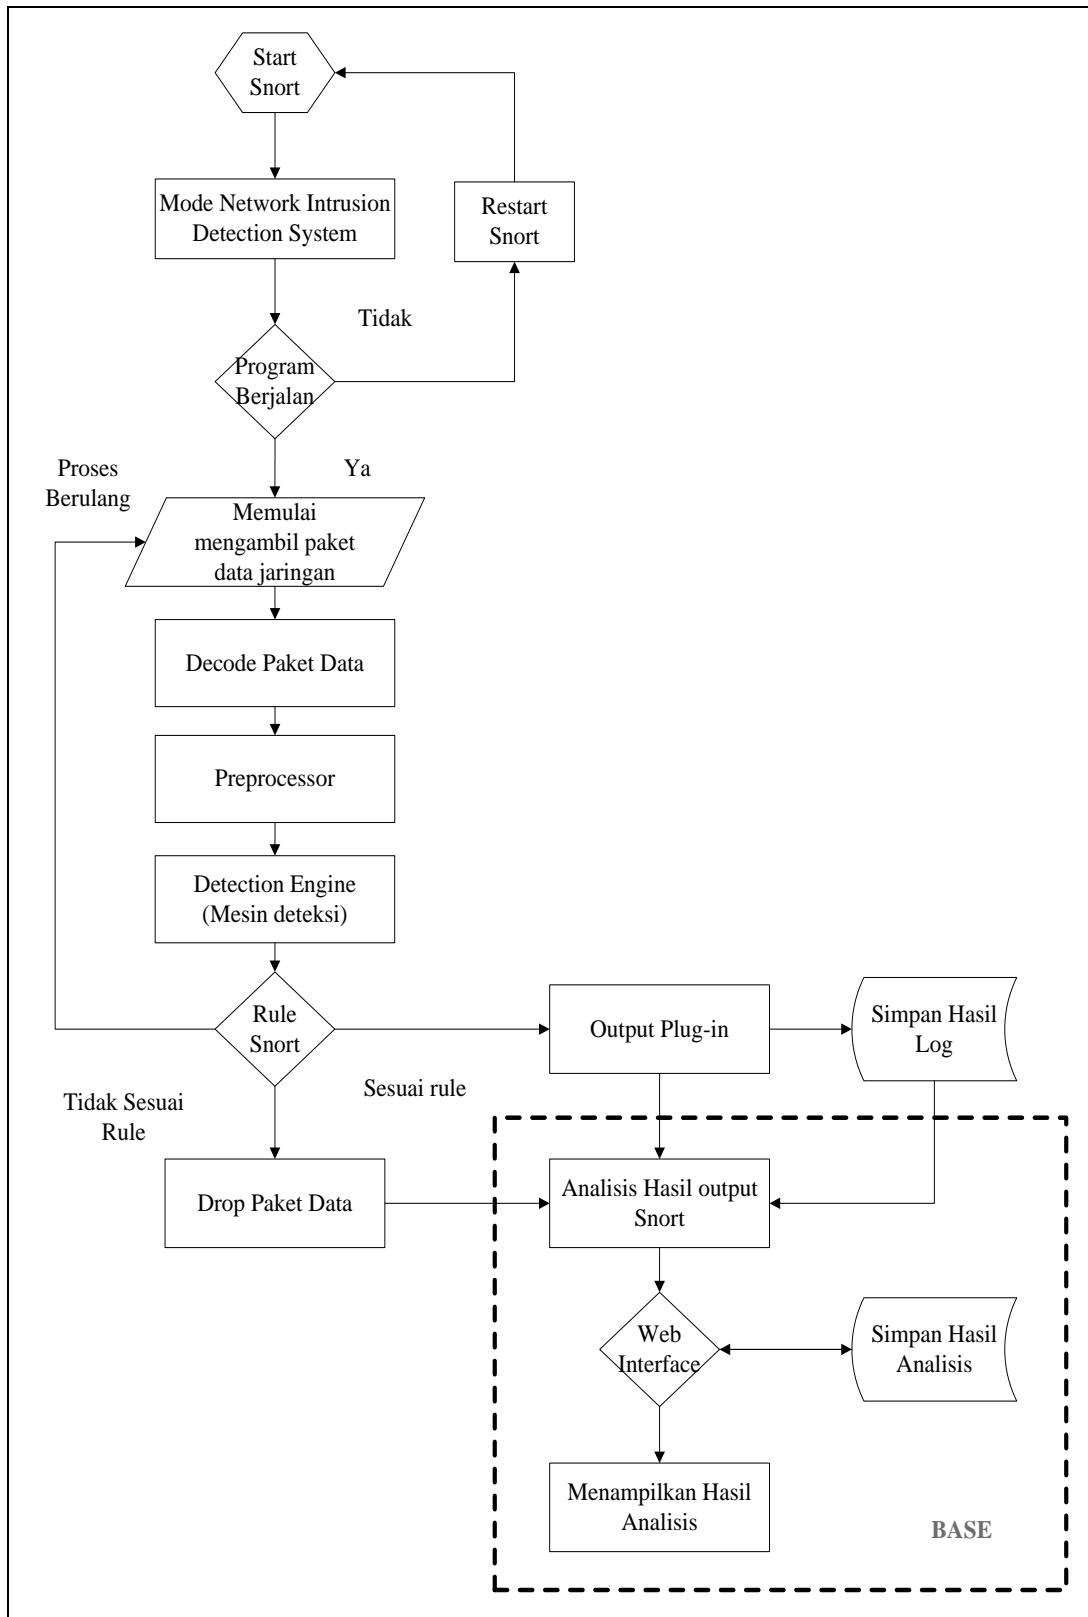 Start
Snort
Mode Network Intrusion
Detection System
Restart
Snort
Tidak
Program
Berjalan
Proses
Berulang
Ya
Memulai
mengambil paket
data jaringan
Decode Paket Data
Preprocessor
Detection Engine
(Mesin deteksi)
Rule
Snort
Output Plug-in
Simpan Hasil
Log
Tidak Sesuai
Rule
Sesuai rule
Drop Paket Data
Analisis Hasil output
Snort
Web
Interface
Simpan Hasil
Analisis
Menampilkan Hasil
Analisis
BASE